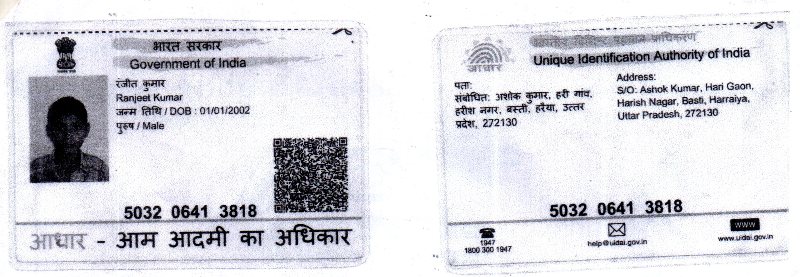 भारत सरकार
Government of India
रंजीत कुमार
Ranjeet Kumar
जन्म तिथि / DOB : 01/01/2002
पुरुष / Male
5032 0641 3818
आधार - आम आदमी का अधिकार
प्राधिकरण
Unique Identification Authority of India
आधार
पता:
संबोधित: अशोक कुमार, हरी गांव,
हरीश नगर, बस्ती, हरैया, उत्तर
प्रदेश, 272130
Address:
S/O: Ashok Kumar, Hari Gaon,
Harish Nagar, Basti, Harraiya,
Uttar Pradesh, 272130
5032 0641 3818
1947
1800 300 1947
help@uidai.gov.in
WWW
www.uidai.gov.in